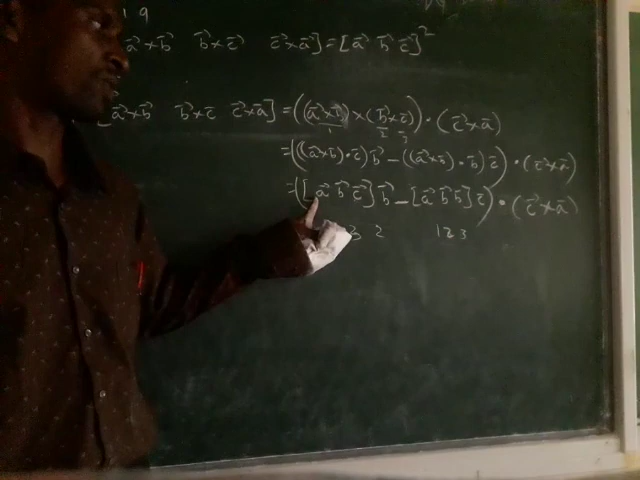 19
a⃗×b⃗ b⃗×c⃗ c⃗×a⃗] = [a⃗ b⃗ c⃗]²
[a⃗×b⃗ b⃗×c⃗ c⃗×a⃗] = ((a⃗×b⃗)×(b⃗×c⃗))·(c⃗×a⃗)
1 2 3
= (((a⃗×b⃗)·c⃗)b⃗ − ((a⃗×b⃗)·b⃗)c⃗)·(c⃗×a⃗)
= ([a⃗ b⃗ c⃗]b⃗ − [a⃗ b⃗ b⃗]c⃗)·(c⃗×a⃗)
3 2 1 2 3